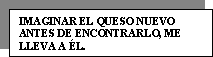 IMAGINAR EL QUESO NUEVO
ANTES DE ENCONTRARLO, ME
LLEVA A ÉL.